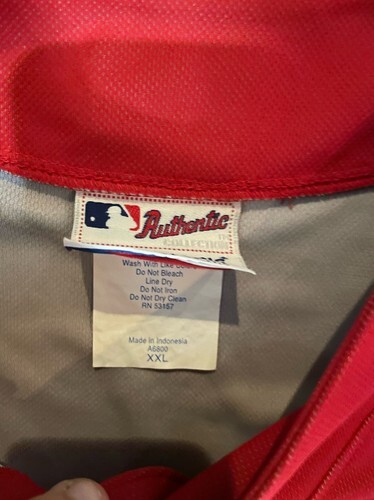 Authentic
COLLECTION
Wash With Like Colors
Do Not Bleach
Line Dry
Do Not Iron
Do Not Dry Clean
RN 53157
Made in Indonesia
A6800
XXL